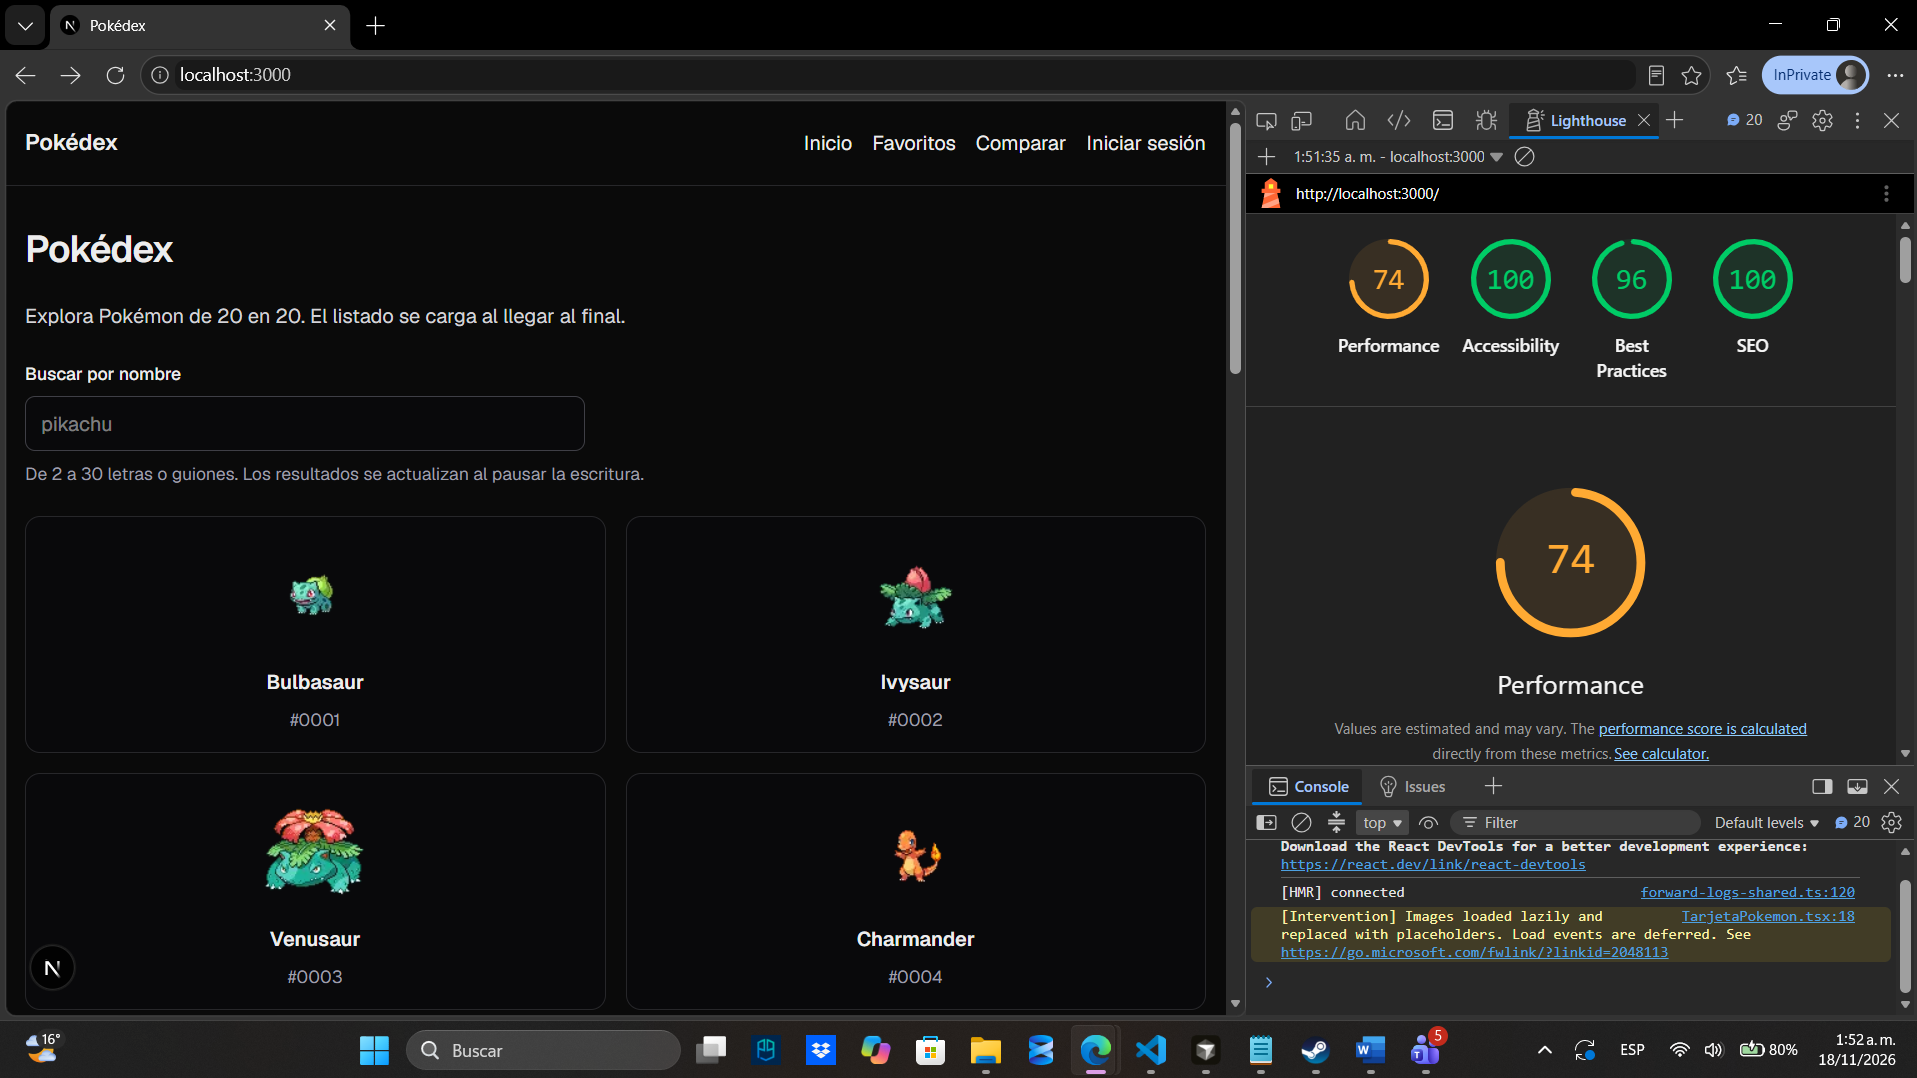 Pokédex
localhost:3000
InPrivate
Pokédex
Inicio
Favoritos
Comparar
Iniciar sesión
Pokédex
Explora Pokémon de 20 en 20. El listado se carga al llegar al final.
Buscar por nombre
pikachu
De 2 a 30 letras o guiones. Los resultados se actualizan al pausar la escritura.
Bulbasaur
#0001
Ivysaur
#0002
Venusaur
#0003
Charmander
#0004
N
Lighthouse
20
1:51:35 a. m. - localhost:3000
http://localhost:3000/
74
Performance
100
Accessibility
96
Best
Practices
100
SEO
74
Performance
Values are estimated and may vary. The performance score is calculated
directly from these metrics. See calculator.
Console
Issues
top
Filter
Default levels
20
Download the React DevTools for a better development experience:
https://react.dev/link/react-devtools
[HMR] connected
forward-logs-shared.ts:120
[Intervention] Images loaded lazily and
TarjetaPokemon.tsx:18
replaced with placeholders. Load events are deferred. See
https://go.microsoft.com/fwlink/?linkid=2048113
16°
Buscar
5
ESP
80%
1:52 a. m.
18/11/2026